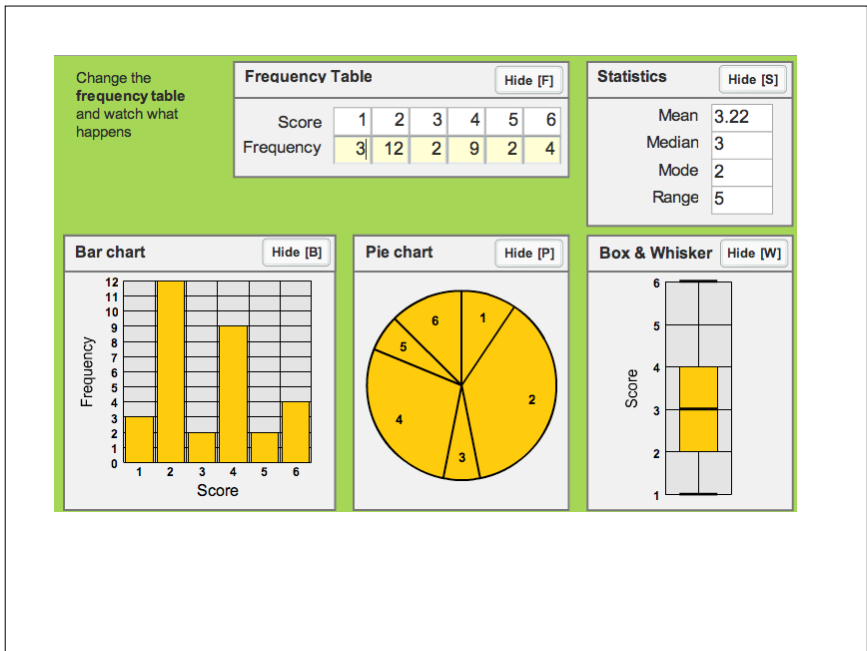 Change the
frequency table
and watch what
happens
Frequency Table
Hide [F]
Score 1 2 3 4 5 6
Frequency 3 12 2 9 2 4
Statistics
Hide [S]
Mean 3.22
Median 3
Mode 2
Range 5
Bar chart
Hide [B]
12
11
10
9
8
7
6
5
4
3
2
1
0
Frequency
1 2 3 4 5 6
Score
Pie chart
Hide [P]
6 1
5
2
4
3
Box & Whisker
Hide [W]
6
5
4
3
2
1
Score